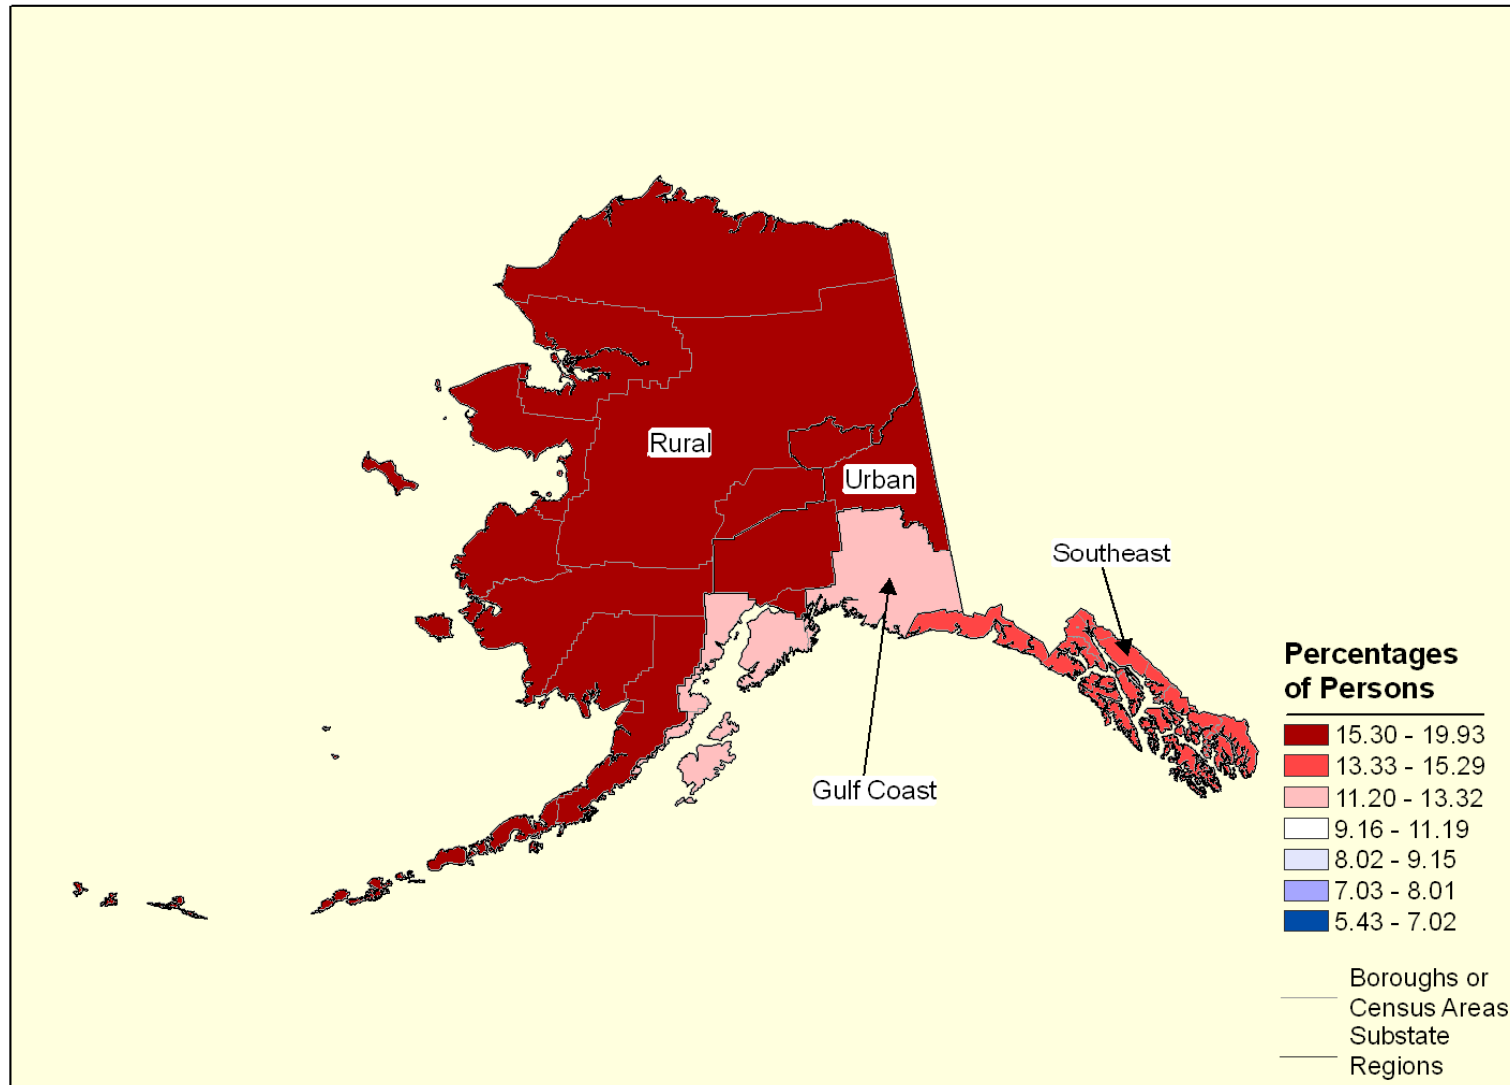 Rural
Urban
Southeast
Gulf Coast
Percentages
of Persons
15.30 - 19.93
13.33 - 15.29
11.20 - 13.32
9.16 - 11.19
8.02 - 9.15
7.03 - 8.01
5.43 - 7.02
Boroughs or
Census Areas
Substate
Regions